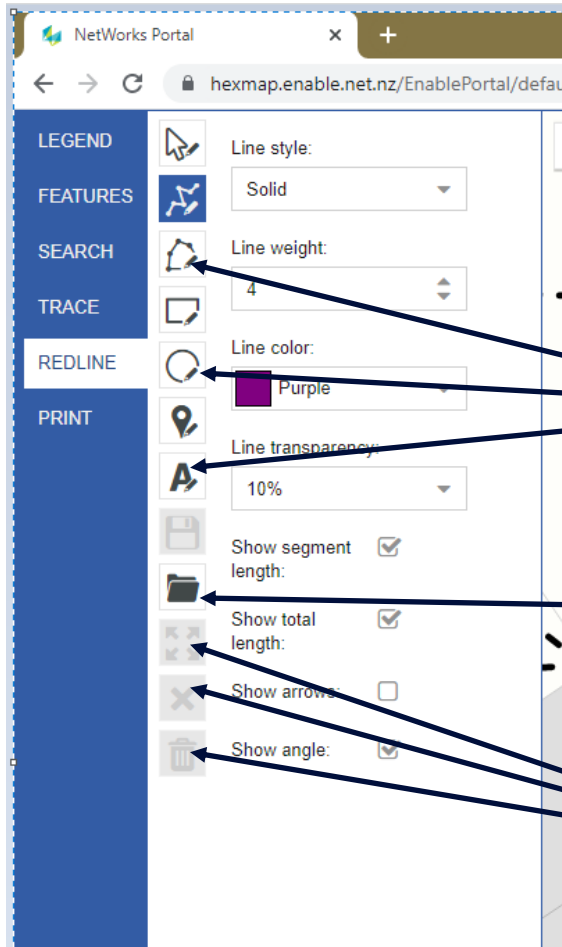 NetWorks Portal
hexmap.enable.net.nz/EnablePortal/defau
LEGEND
FEATURES
SEARCH
TRACE
REDLINE
PRINT
Line style:
Solid
Line weight:
4
Line color:
Purple
Line transparency:
10%
Show segment
length:
Show total
length:
Show arrows:
Show angle: